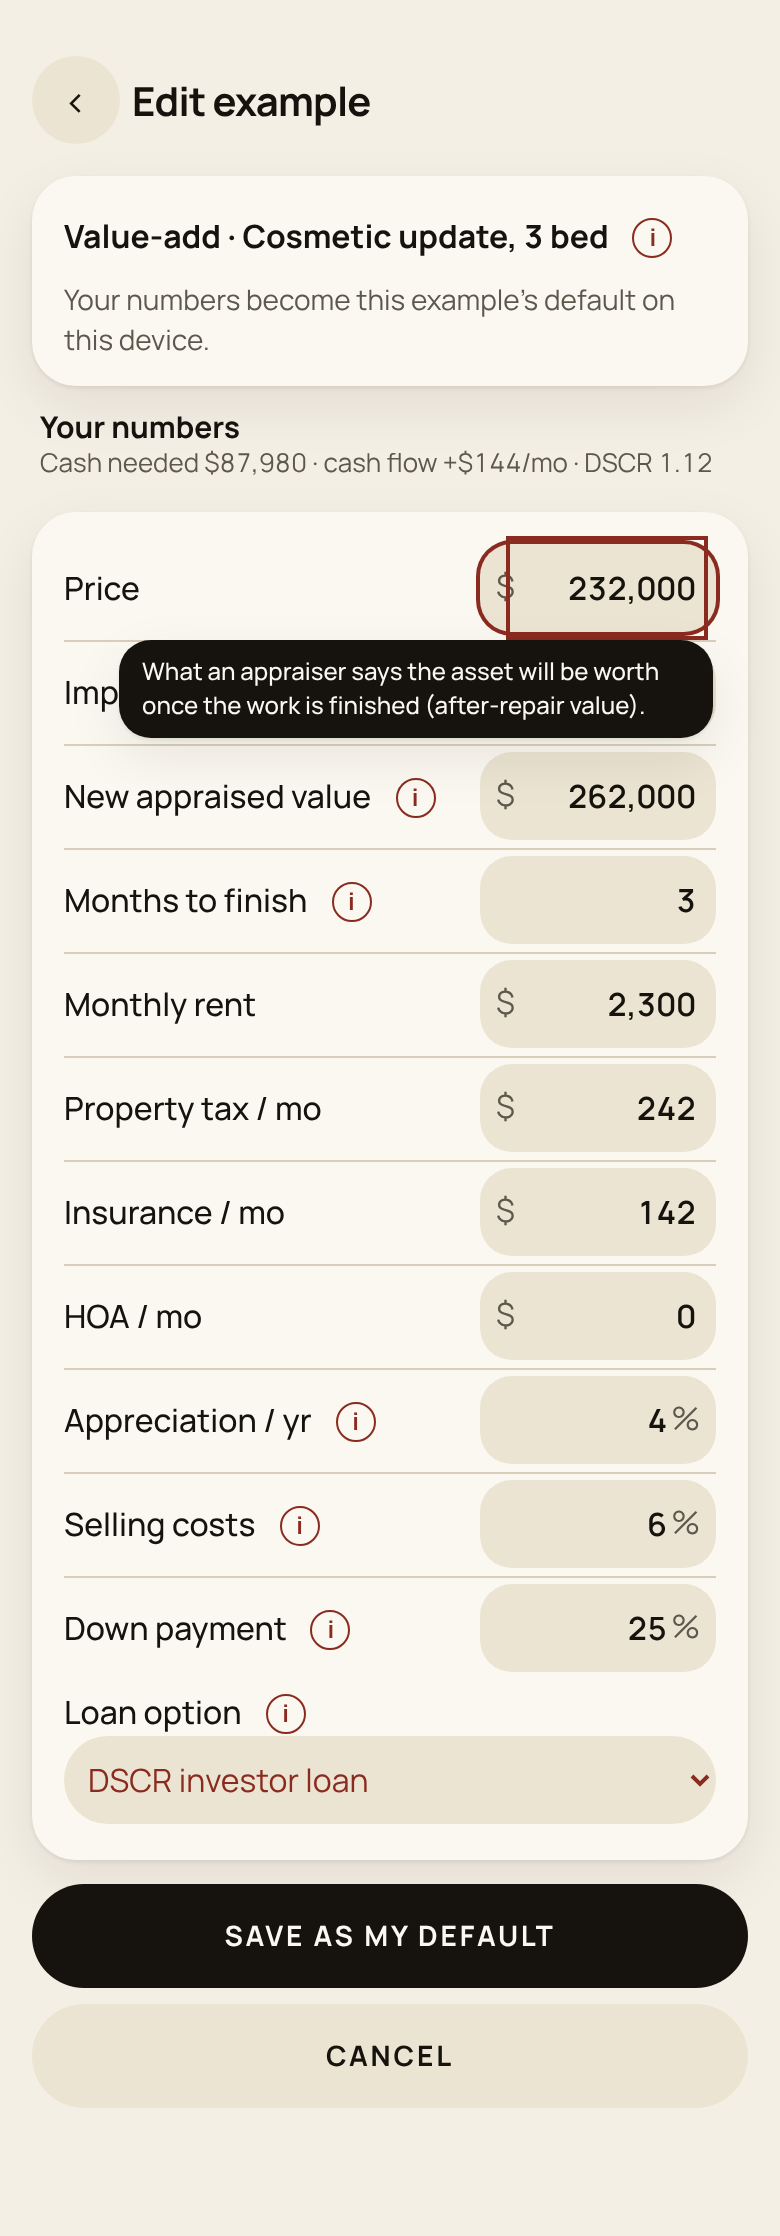 Edit example
Value-add · Cosmetic update, 3 bed i
Your numbers become this example's default on
this device.
Your numbers
Cash needed $87,980 · cash flow +$144/mo · DSCR 1.12
Price $ 232,000
Imp
What an appraiser says the asset will be worth
once the work is finished (after-repair value).
New appraised value i $ 262,000
Months to finish i 3
Monthly rent $ 2,300
Property tax / mo $ 242
Insurance / mo $ 142
HOA / mo $ 0
Appreciation / yr i 4 %
Selling costs i 6 %
Down payment i 25 %
Loan option i
DSCR investor loan
SAVE AS MY DEFAULT
CANCEL